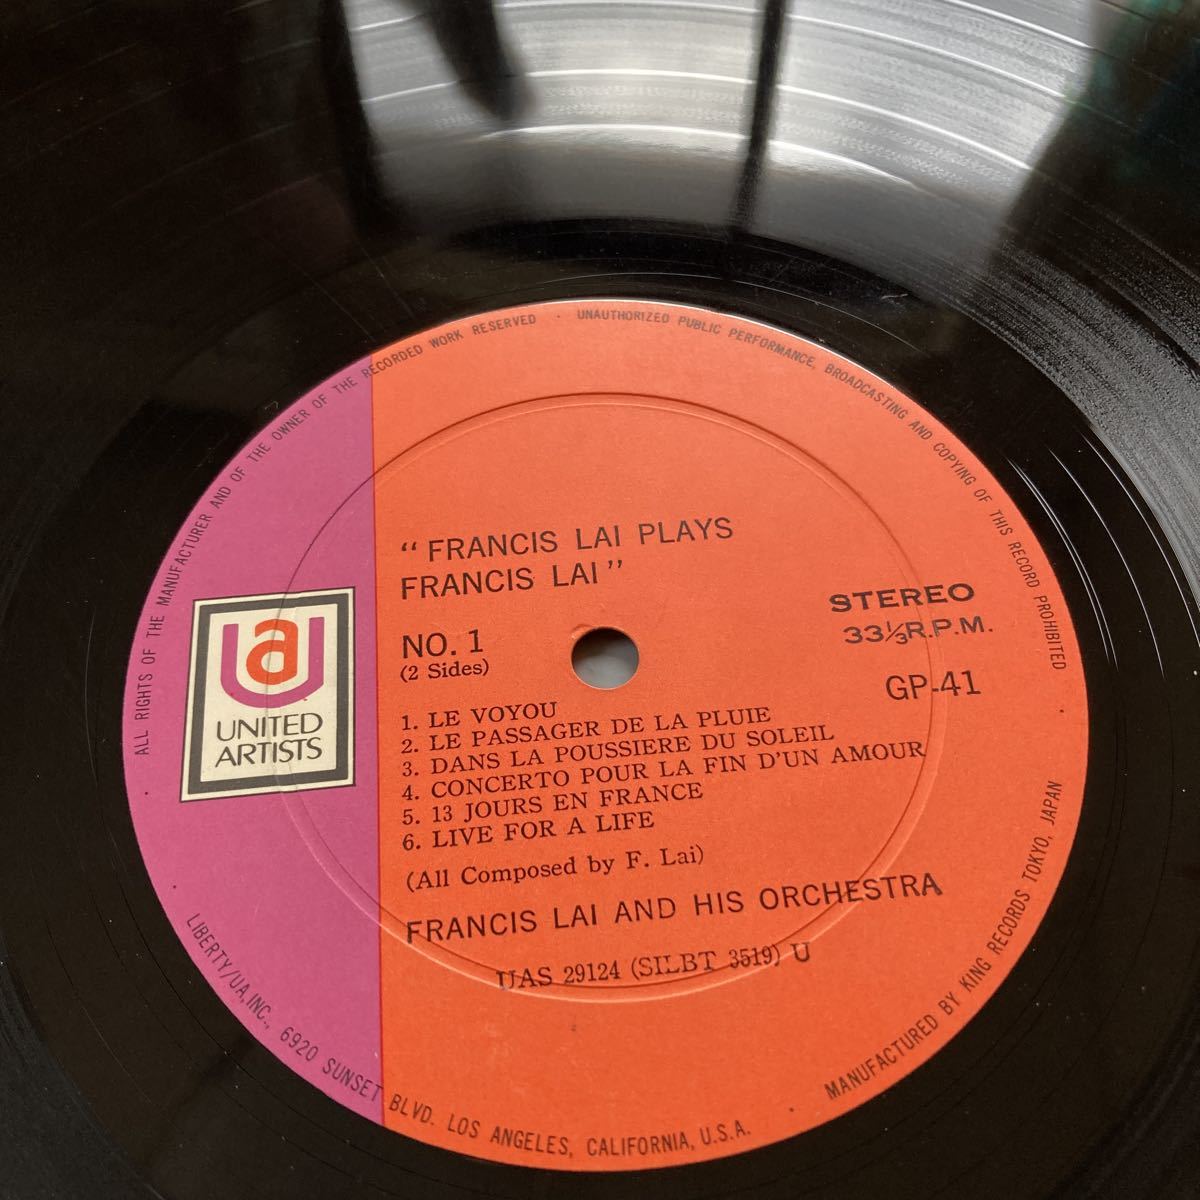 ALL RIGHTS OF THE MANUFACTURER AND OF THE OWNER OF THE RECORDED WORK RESERVED · UNAUTHORIZED PUBLIC PERFORMANCE, BROADCASTING AND COPYING OF THIS RECORD PROHIBITED
"FRANCIS LAI PLAYS
FRANCIS LAI"
NO. 1
(2 Sides)
STEREO
33⅓R.P.M.
GP-41
ua
UNITED
ARTISTS
1. LE VOYOU
2. LE PASSAGER DE LA PLUIE
3. DANS LA POUSSIERE DU SOLEIL
4. CONCERTO POUR LA FIN D'UN AMOUR
5. 13 JOURS EN FRANCE
6. LIVE FOR A LIFE
(All Composed by F. Lai)
FRANCIS LAI AND HIS ORCHESTRA
UAS 29124 (SILBT 3519) U
LIBERTY/UA, INC., 6920 SUNSET BLVD. LOS ANGELES, CALIFORNIA, U.S.A. · MANUFACTURED BY KING RECORDS TOKYO, JAPAN